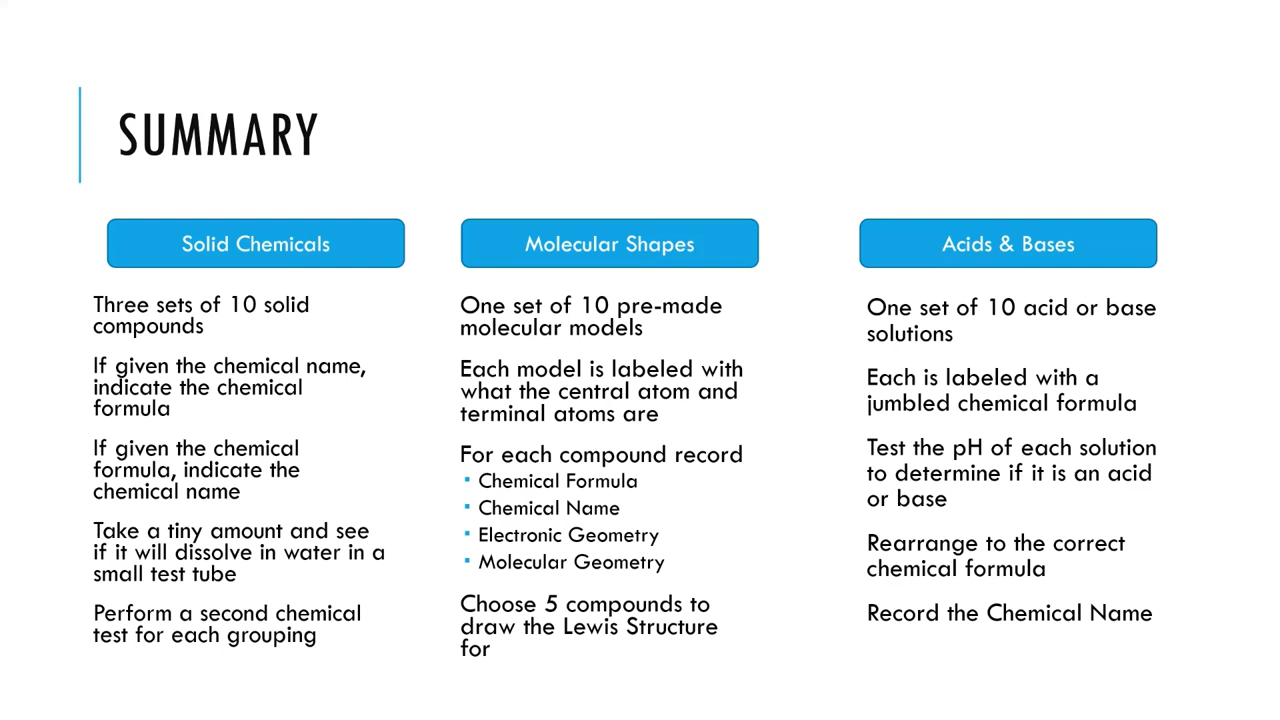 SUMMARY
Solid Chemicals
Three sets of 10 solid
compounds
If given the chemical name,
indicate the chemical
formula
If given the chemical
formula, indicate the
chemical name
Take a tiny amount and see
if it will dissolve in water in a
small test tube
Perform a second chemical
test for each grouping
Molecular Shapes
One set of 10 pre-made
molecular models
Each model is labeled with
what the central atom and
terminal atoms are
For each compound record
▪ Chemical Formula
▪ Chemical Name
▪ Electronic Geometry
▪ Molecular Geometry
Choose 5 compounds to
draw the Lewis Structure
for
Acids & Bases
One set of 10 acid or base
solutions
Each is labeled with a
jumbled chemical formula
Test the pH of each solution
to determine if it is an acid
or base
Rearrange to the correct
chemical formula
Record the Chemical Name